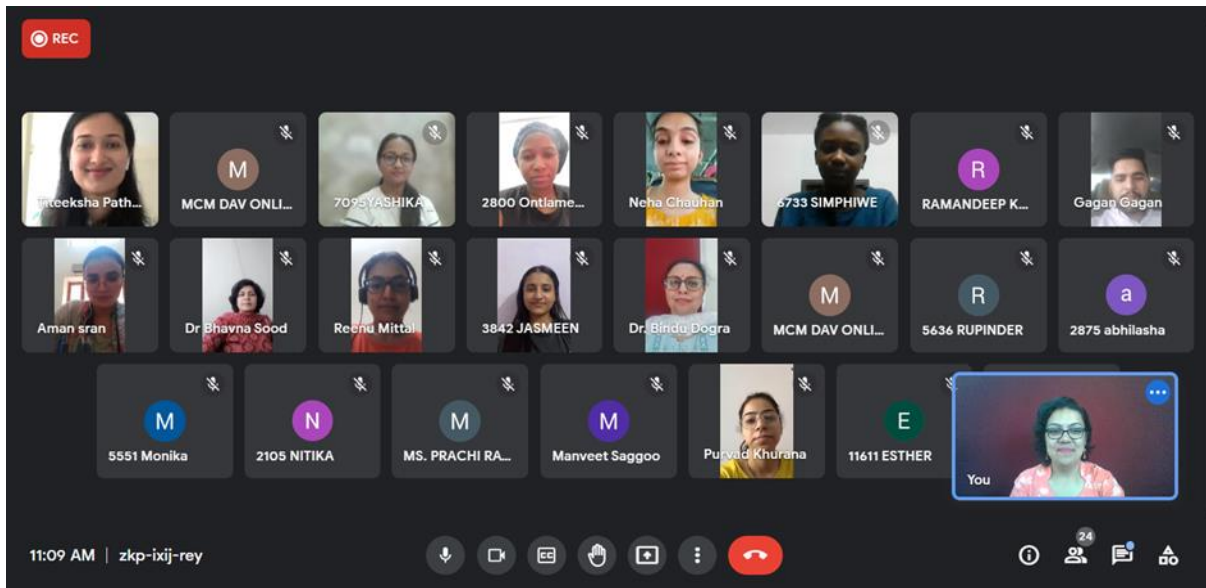 REC
Titeeksha Path...
M
MCM DAV ONLI...
7095YASHIKA
2800 Ontlame...
Neha Chauhan
6733 SIMPHIWE
R
RAMANDEEP K...
Gagan Gagan
Aman sran
Dr Bhavna Sood
Reenu Mittal
3842 JASMEEN
Dr. Bindu Dogra
M
MCM DAV ONLI...
R
5636 RUPINDER
a
2875 abhilasha
M
5551 Monika
N
2105 NITIKA
M
MS. PRACHI RA...
M
Manveet Saggoo
Purvad Khurana
E
11611 ESTHER
You
11:09 AM | zkp-ixij-rey
CC
24